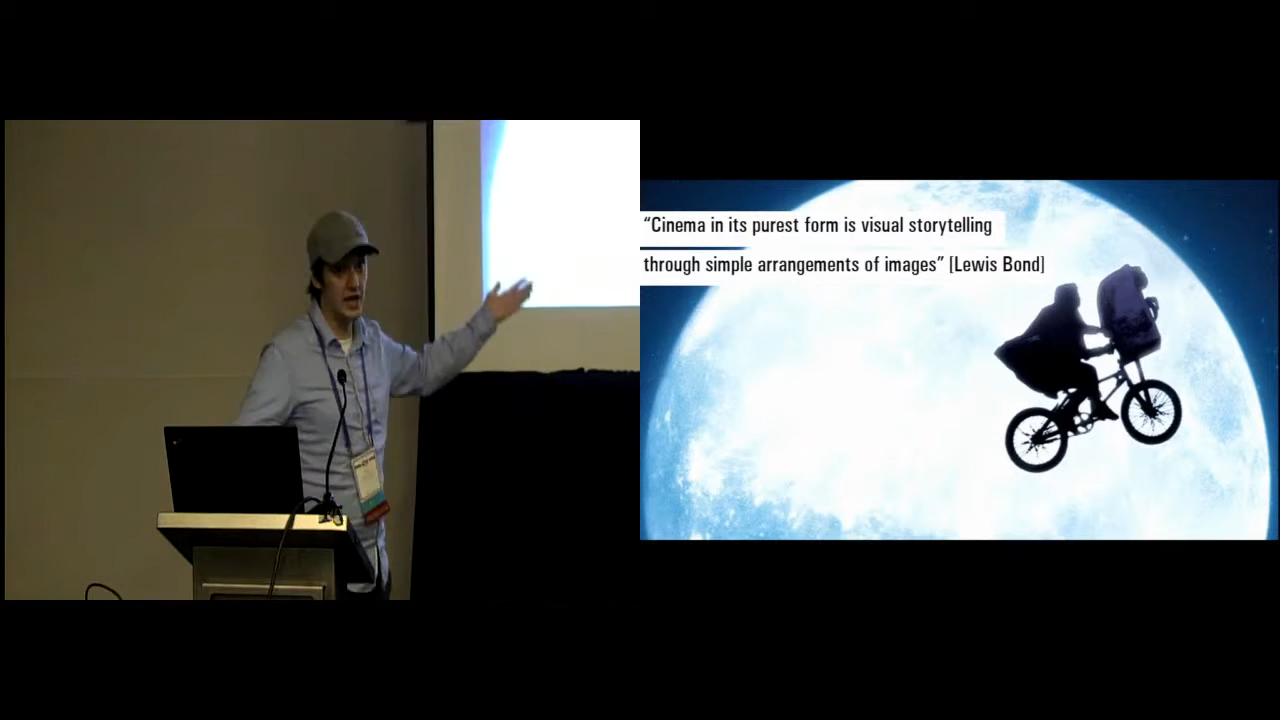 “Cinema in its purest form is visual storytelling
through simple arrangements of images” [Lewis Bond]